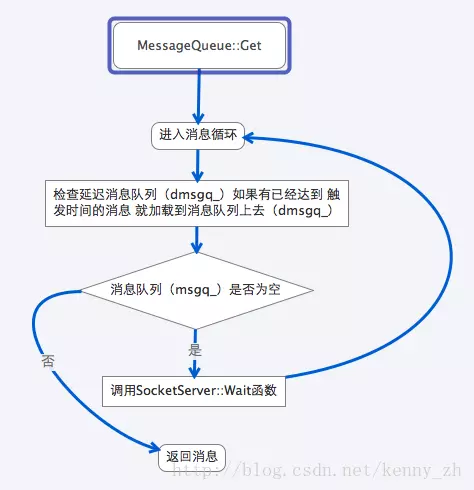 MessageQueue::Get
进入消息循环
检查延迟消息队列（dmsgq_）如果有已经达到 触
发时间的消息 就加载到消息队列上去（dmsgq_）
消息队列（msgq_）是否为空
否
是
调用SocketServer::Wait函数
返回消息
http://blog.csdn.net/kenny_zh